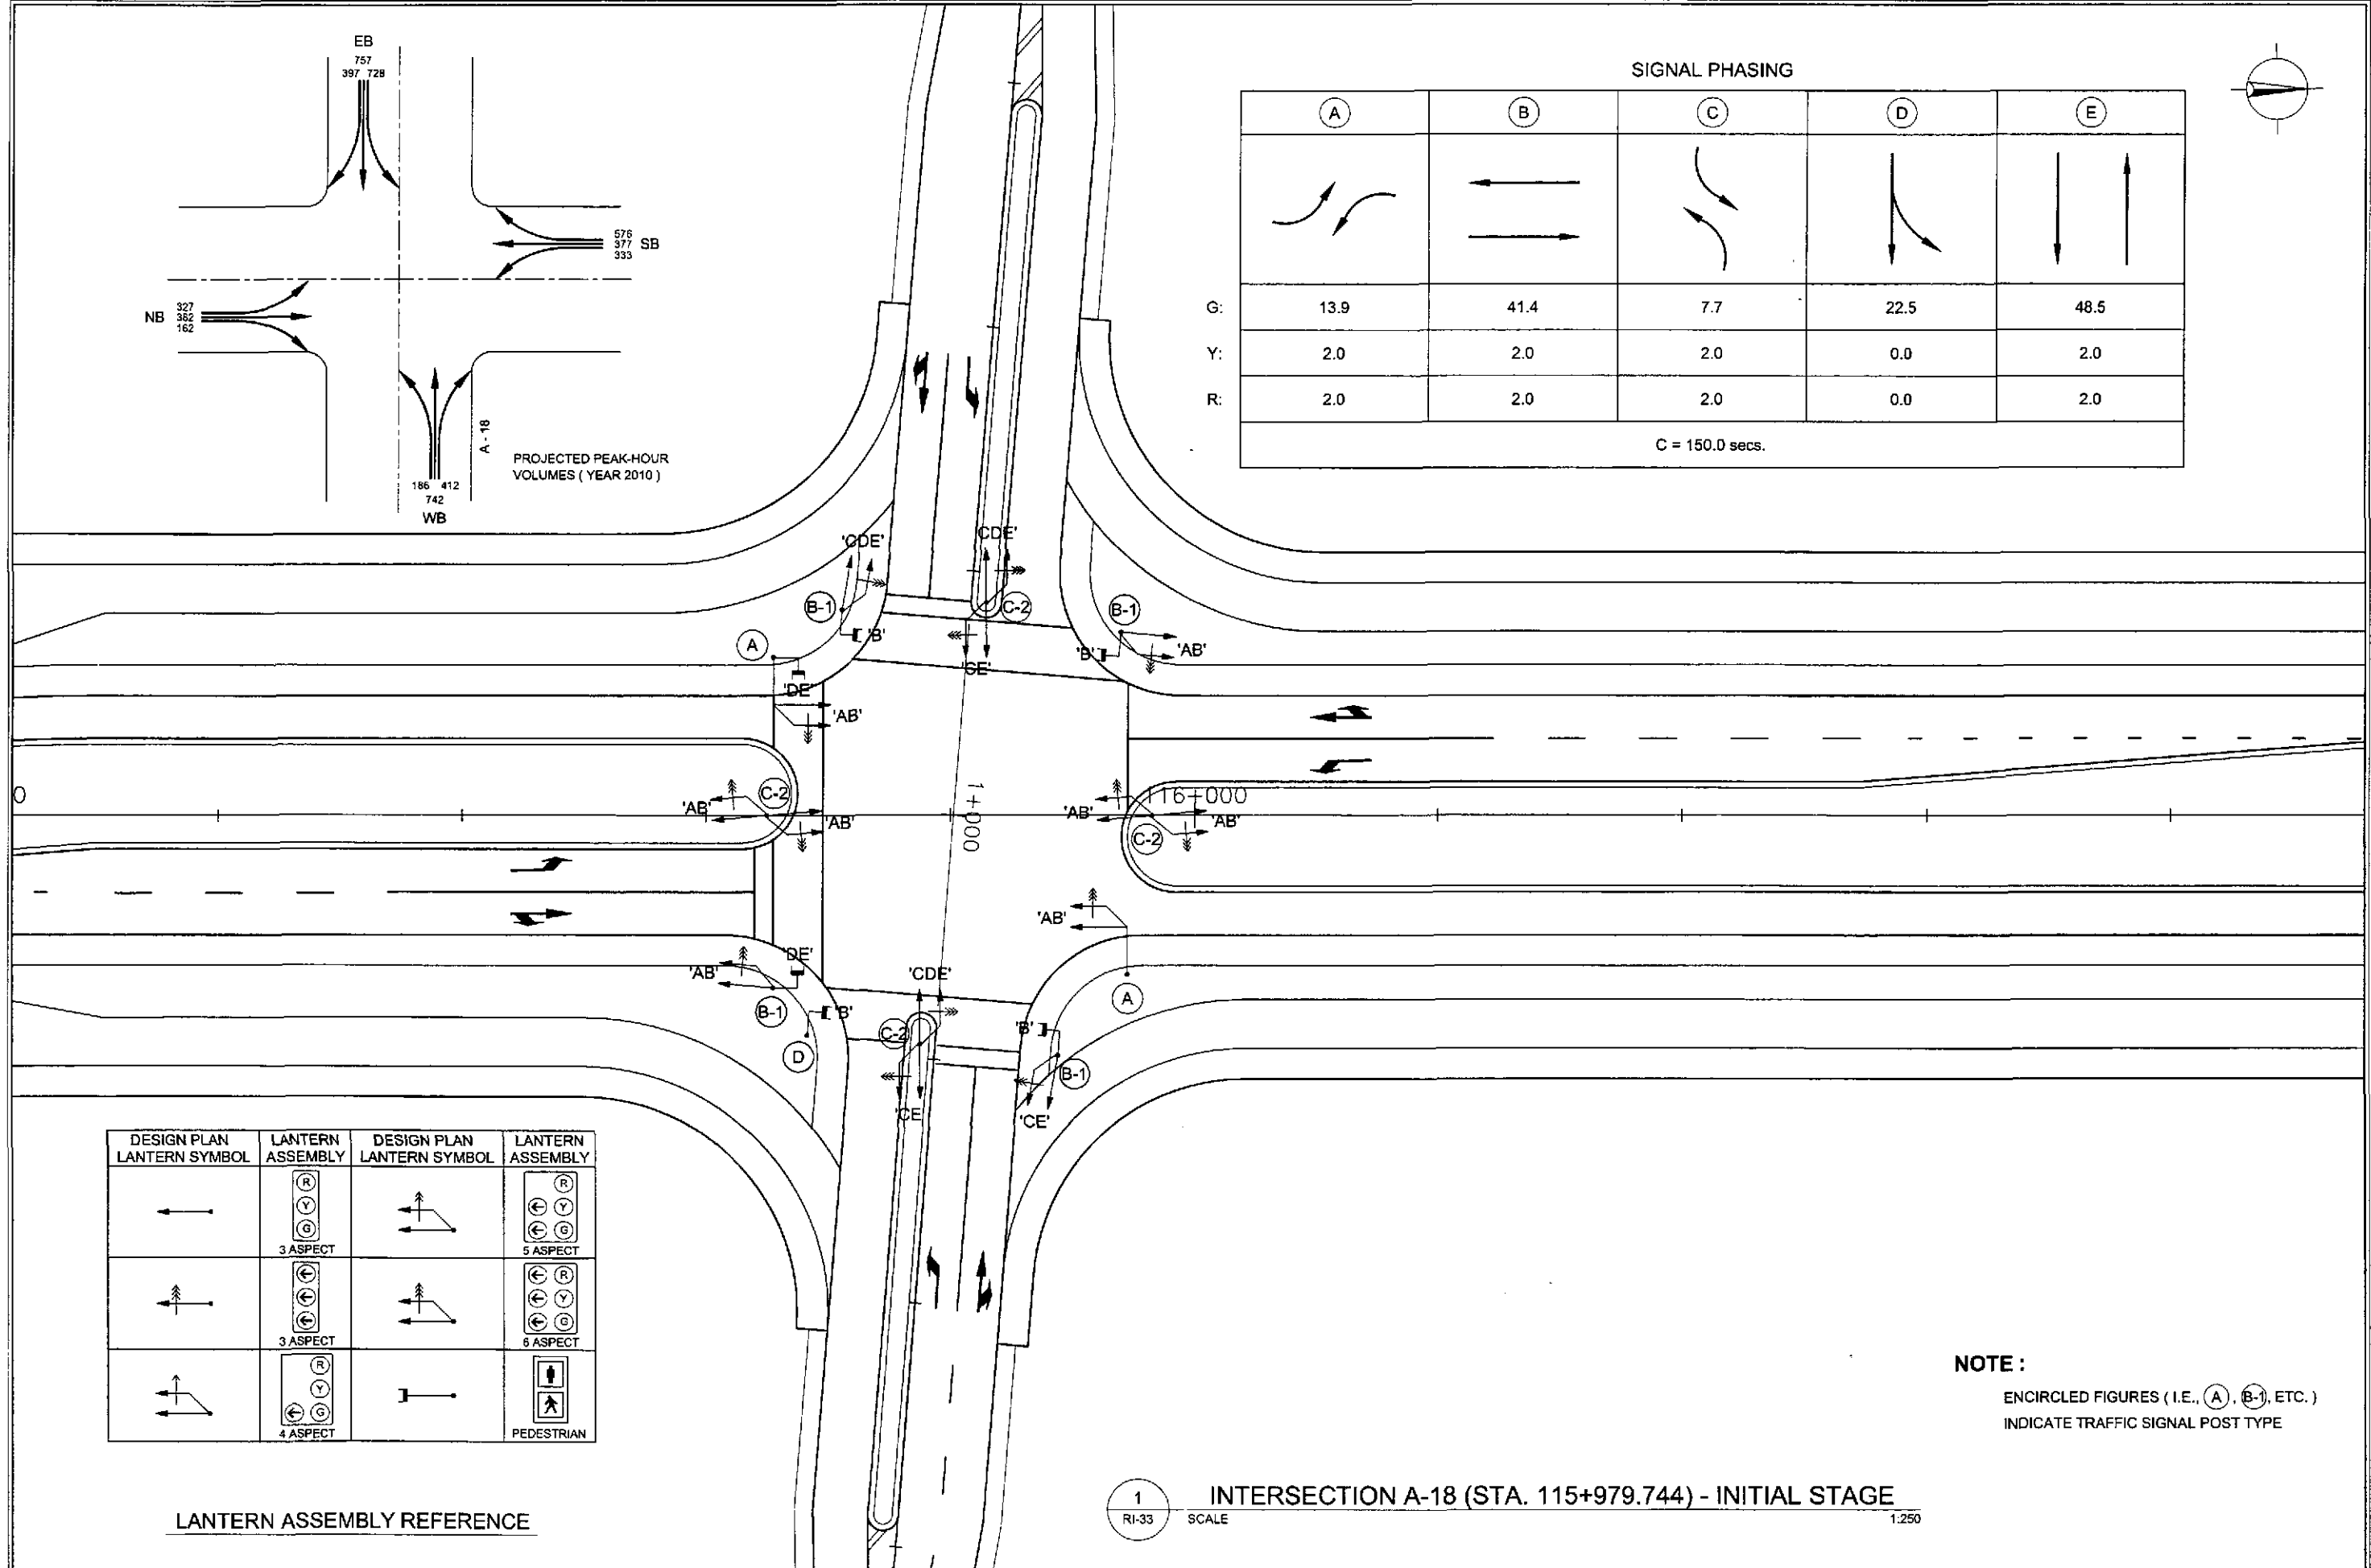 EB
757
397 728
576
377 SB
333
327
NB 382
162
A - 18
186 412
742
WB
PROJECTED PEAK-HOUR
VOLUMES ( YEAR 2010 )
SIGNAL PHASING
A B C D E
G: 13.9 41.4 7.7 22.5 48.5
Y: 2.0 2.0 2.0 0.0 2.0
R: 2.0 2.0 2.0 0.0 2.0
C = 150.0 secs.
'CDE'
CDE'
B-1
C-2
B-1
'B'
A
'B'
'AB'
'CE'
'DE'
'AB'
0
C-2
'AB'
'AB'
1+000
'AB'
116+000
'AB'
C-2
'AB'
'DE'
'AB'
'CDE'
B-1
'B'
C-2
'B'
A
D
B-1
'CE'
'CE'
DESIGN PLAN LANTERN DESIGN PLAN LANTERN
LANTERN SYMBOL ASSEMBLY LANTERN SYMBOL ASSEMBLY
R R
Y Y
G G
3 ASPECT 5 ASPECT
R
Y
G
3 ASPECT 6 ASPECT
R
Y
G
4 ASPECT PEDESTRIAN
LANTERN ASSEMBLY REFERENCE
NOTE :
ENCIRCLED FIGURES ( I.E., A , B-1, ETC. )
INDICATE TRAFFIC SIGNAL POST TYPE
1
RI-33
INTERSECTION A-18 (STA. 115+979.744) - INITIAL STAGE
SCALE 1:250